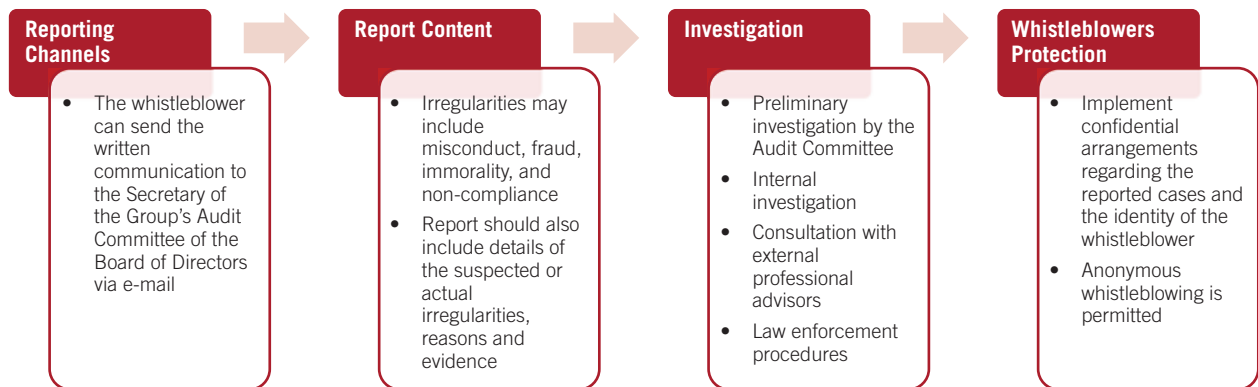 Reporting
Channels
• The whistleblower
can send the
written
communication to
the Secretary of
the Group's Audit
Committee of the
Board of Directors
via e-mail
Report Content
• Irregularities may
include
misconduct, fraud,
immorality, and
non-compliance
• Report should also
include details of
the suspected or
actual
irregularities,
reasons and
evidence
Investigation
• Preliminary
investigation by the
Audit Committee
• Internal
investigation
• Consultation with
external
professional
advisors
• Law enforcement
procedures
Whistleblowers
Protection
• Implement
confidential
arrangements
regarding the
reported cases and
the identity of the
whistleblower
• Anonymous
whistleblowing is
permitted